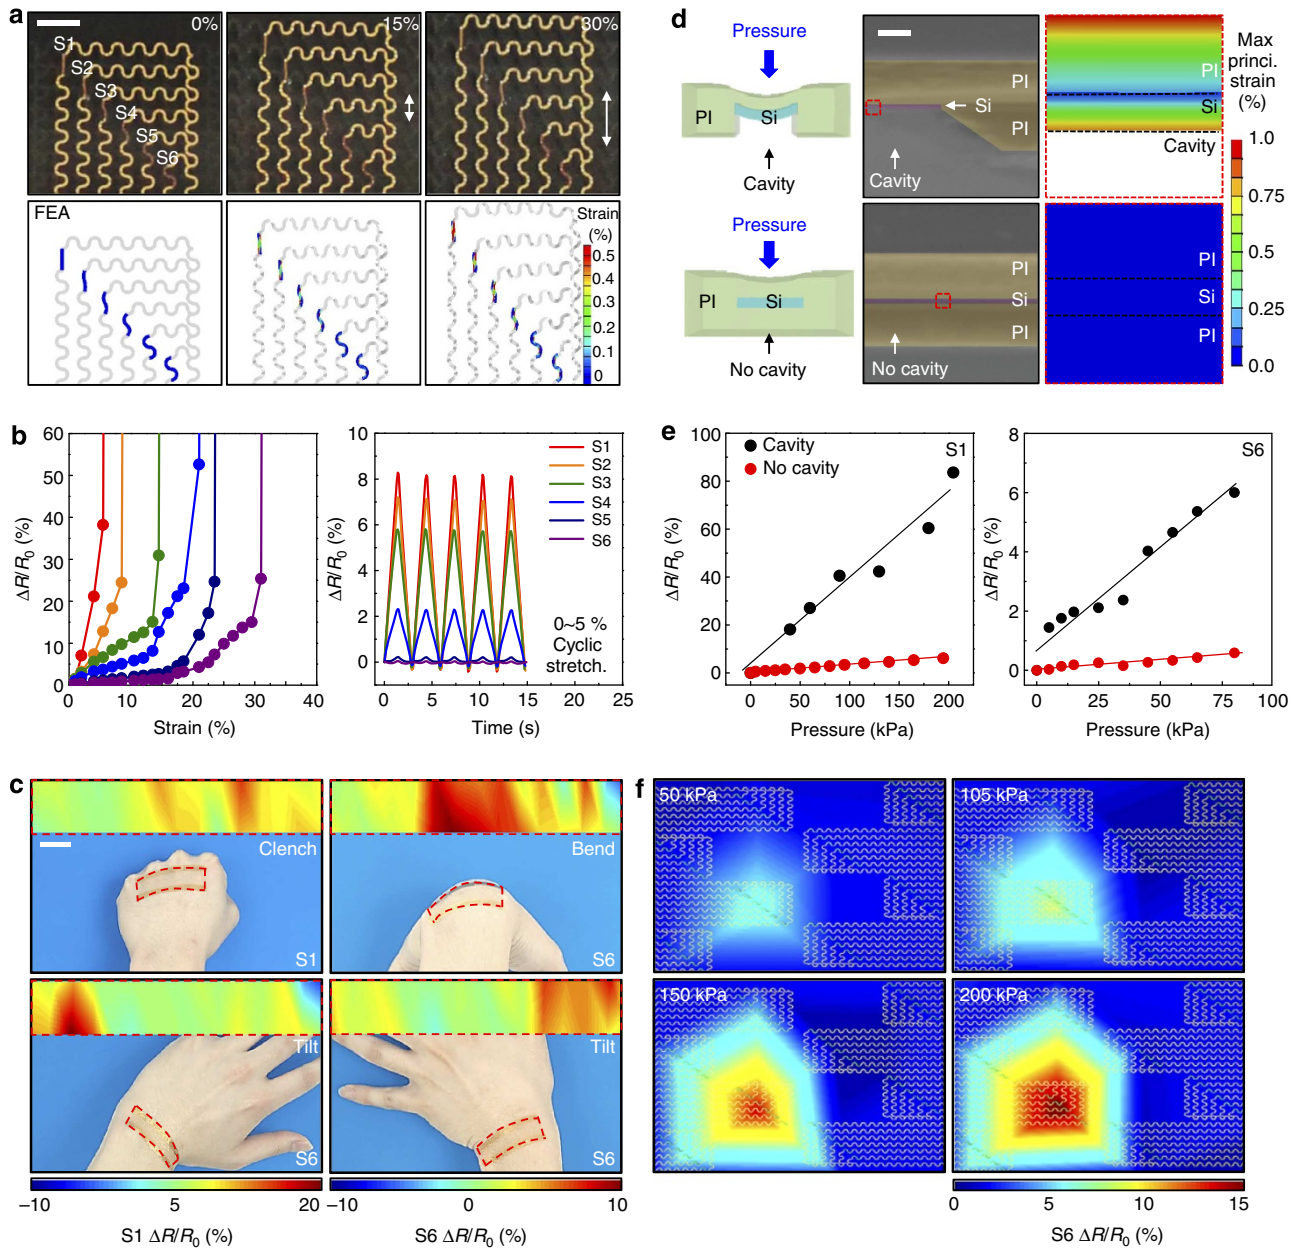 a
0%
15%
30%
S1
S2
S3
S4
S5
S6
FEA
Strain
(%)
0.5
0.4
0.3
0.2
0.1
0
b
60
50
40
30
20
10
0
ΔR/R0 (%)
0 10 20 30 40
Strain (%)
10
8
6
4
2
0
ΔR/R0 (%)
S1
S2
S3
S4
S5
S6
0~5 %
Cyclic
stretch.
0 5 10 15 20 25
Time (s)
c
Clench
S1
Bend
S6
Tilt
S6
Tilt
S6
−10 5 20
S1 ΔR/R0 (%)
−10 0 10
S6 ΔR/R0 (%)
d
Pressure
PI
Si
Cavity
PI
Si
PI
Cavity
PI
Si
Cavity
Max
princi.
strain
(%)
1.0
0.75
0.5
0.25
0.0
Pressure
PI
Si
No cavity
PI
Si
PI
No cavity
PI
Si
PI
e
100
80
60
40
20
0
ΔR/R0 (%)
Cavity
No cavity
S1
0 50 100 150 200
Pressure (kPa)
8
6
4
2
0
ΔR/R0 (%)
S6
0 25 50 75 100
Pressure (kPa)
f
50 kPa
105 kPa
150 kPa
200 kPa
0 5 10 15
S6 ΔR/R0 (%)